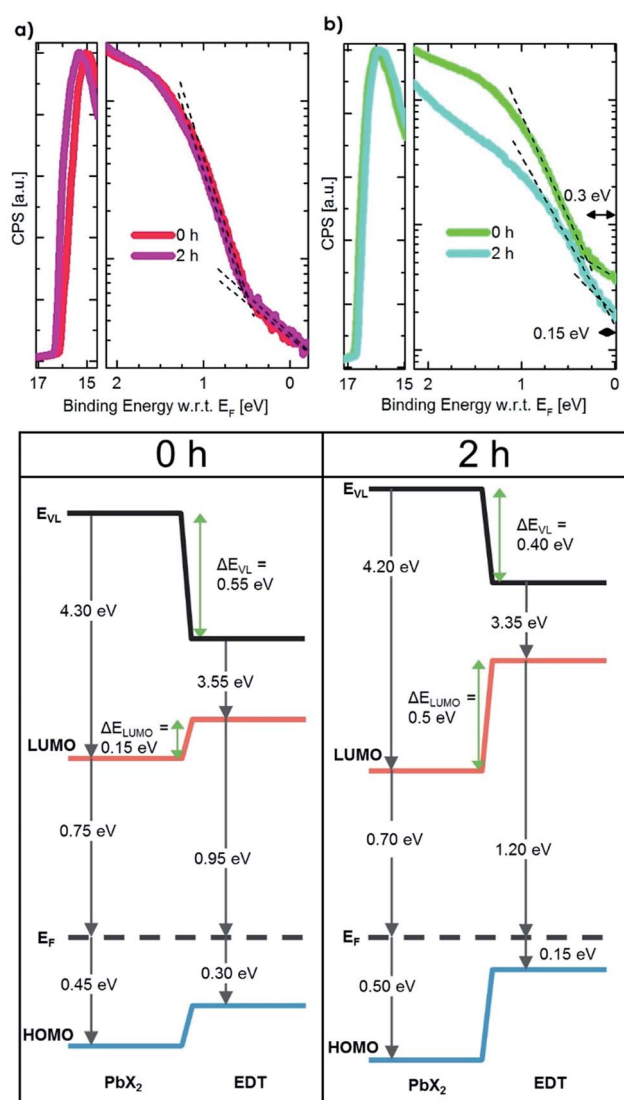 a)
b)
CPS [a.u.]
0 h
2 h
17
15
2
1
0
Binding Energy w.r.t. E_F [eV]
CPS [a.u.]
0 h
2 h
0.3 eV
0.15 eV
17
15
2
1
0
Binding Energy w.r.t. E_F [eV]
0 h
E_VL
ΔE_VL =
0.55 eV
4.30 eV
3.55 eV
ΔE_LUMO =
0.15 eV
LUMO
0.75 eV
0.95 eV
E_F
0.45 eV
0.30 eV
HOMO
PbX₂
EDT
2 h
E_VL
ΔE_VL =
0.40 eV
4.20 eV
3.35 eV
ΔE_LUMO =
0.5 eV
LUMO
0.70 eV
1.20 eV
E_F
0.15 eV
0.50 eV
HOMO
PbX₂
EDT